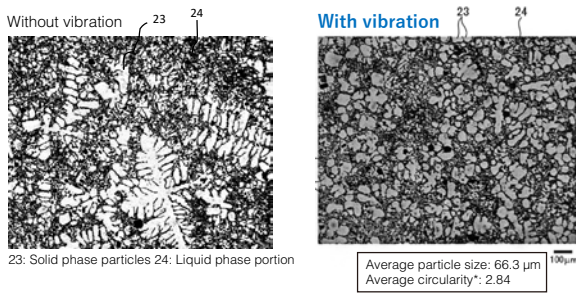 Without vibration
23
24
With vibration
23
24
23: Solid phase particles 24: Liquid phase portion
100μm
Average particle size: 66.3 μm
Average circularity*: 2.84